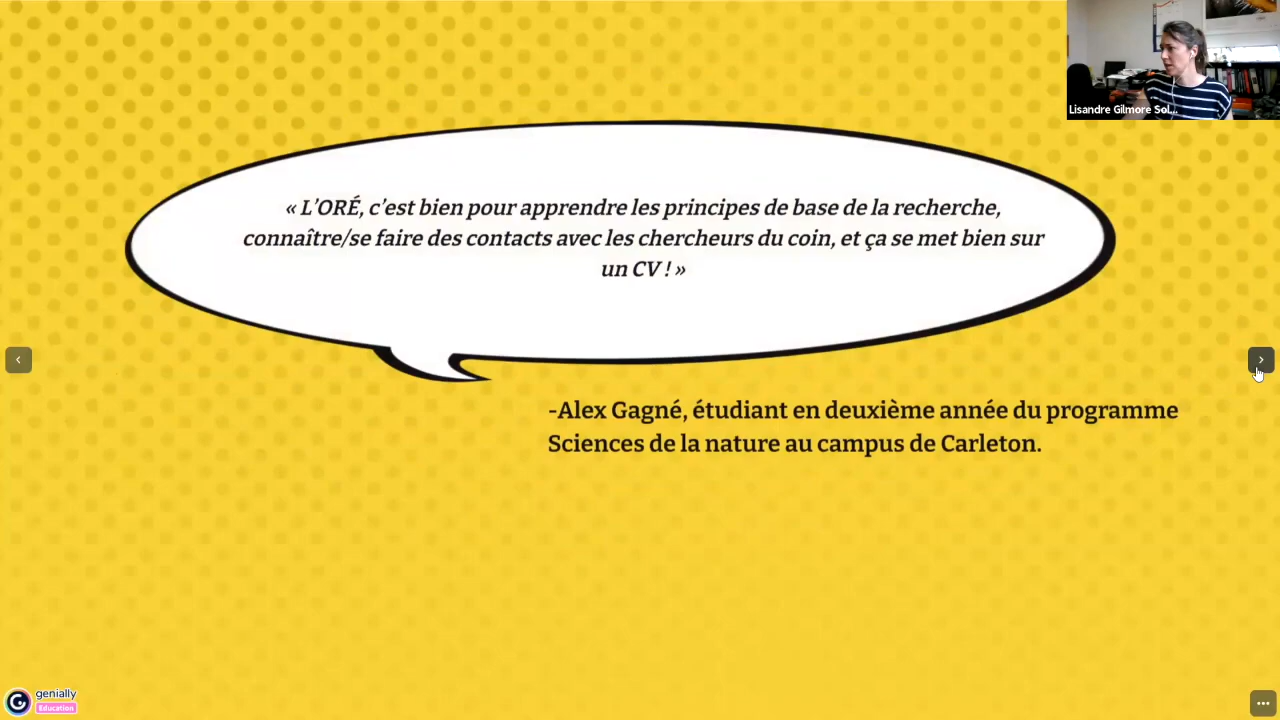 Lisandre Gilmore Sol...
« L'ORÉ, c'est bien pour apprendre les principes de base de la recherche,
connaître/se faire des contacts avec les chercheurs du coin, et ça se met bien sur
un CV ! »
-Alex Gagné, étudiant en deuxième année du programme
Sciences de la nature au campus de Carleton.
genially
Education